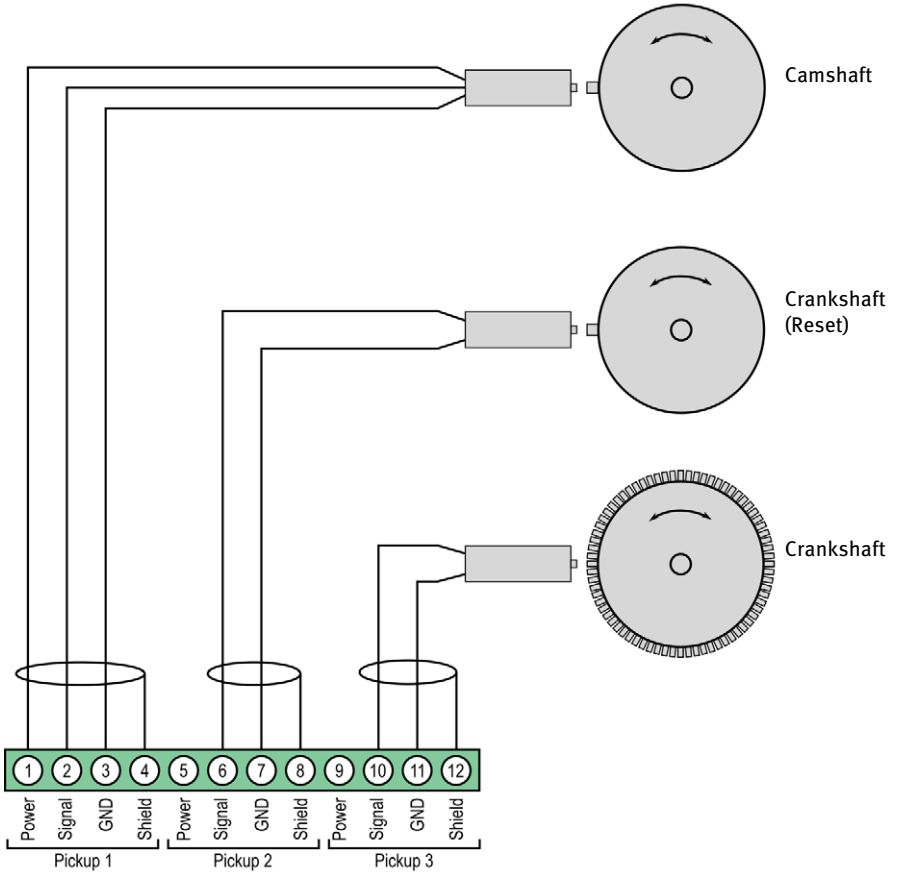 Camshaft
Crankshaft
(Reset)
Crankshaft
1 2 3 4 5 6 7 8 9 10 11 12
Power Signal GND Shield Power Signal GND Shield Power Signal GND Shield
Pickup 1 Pickup 2 Pickup 3